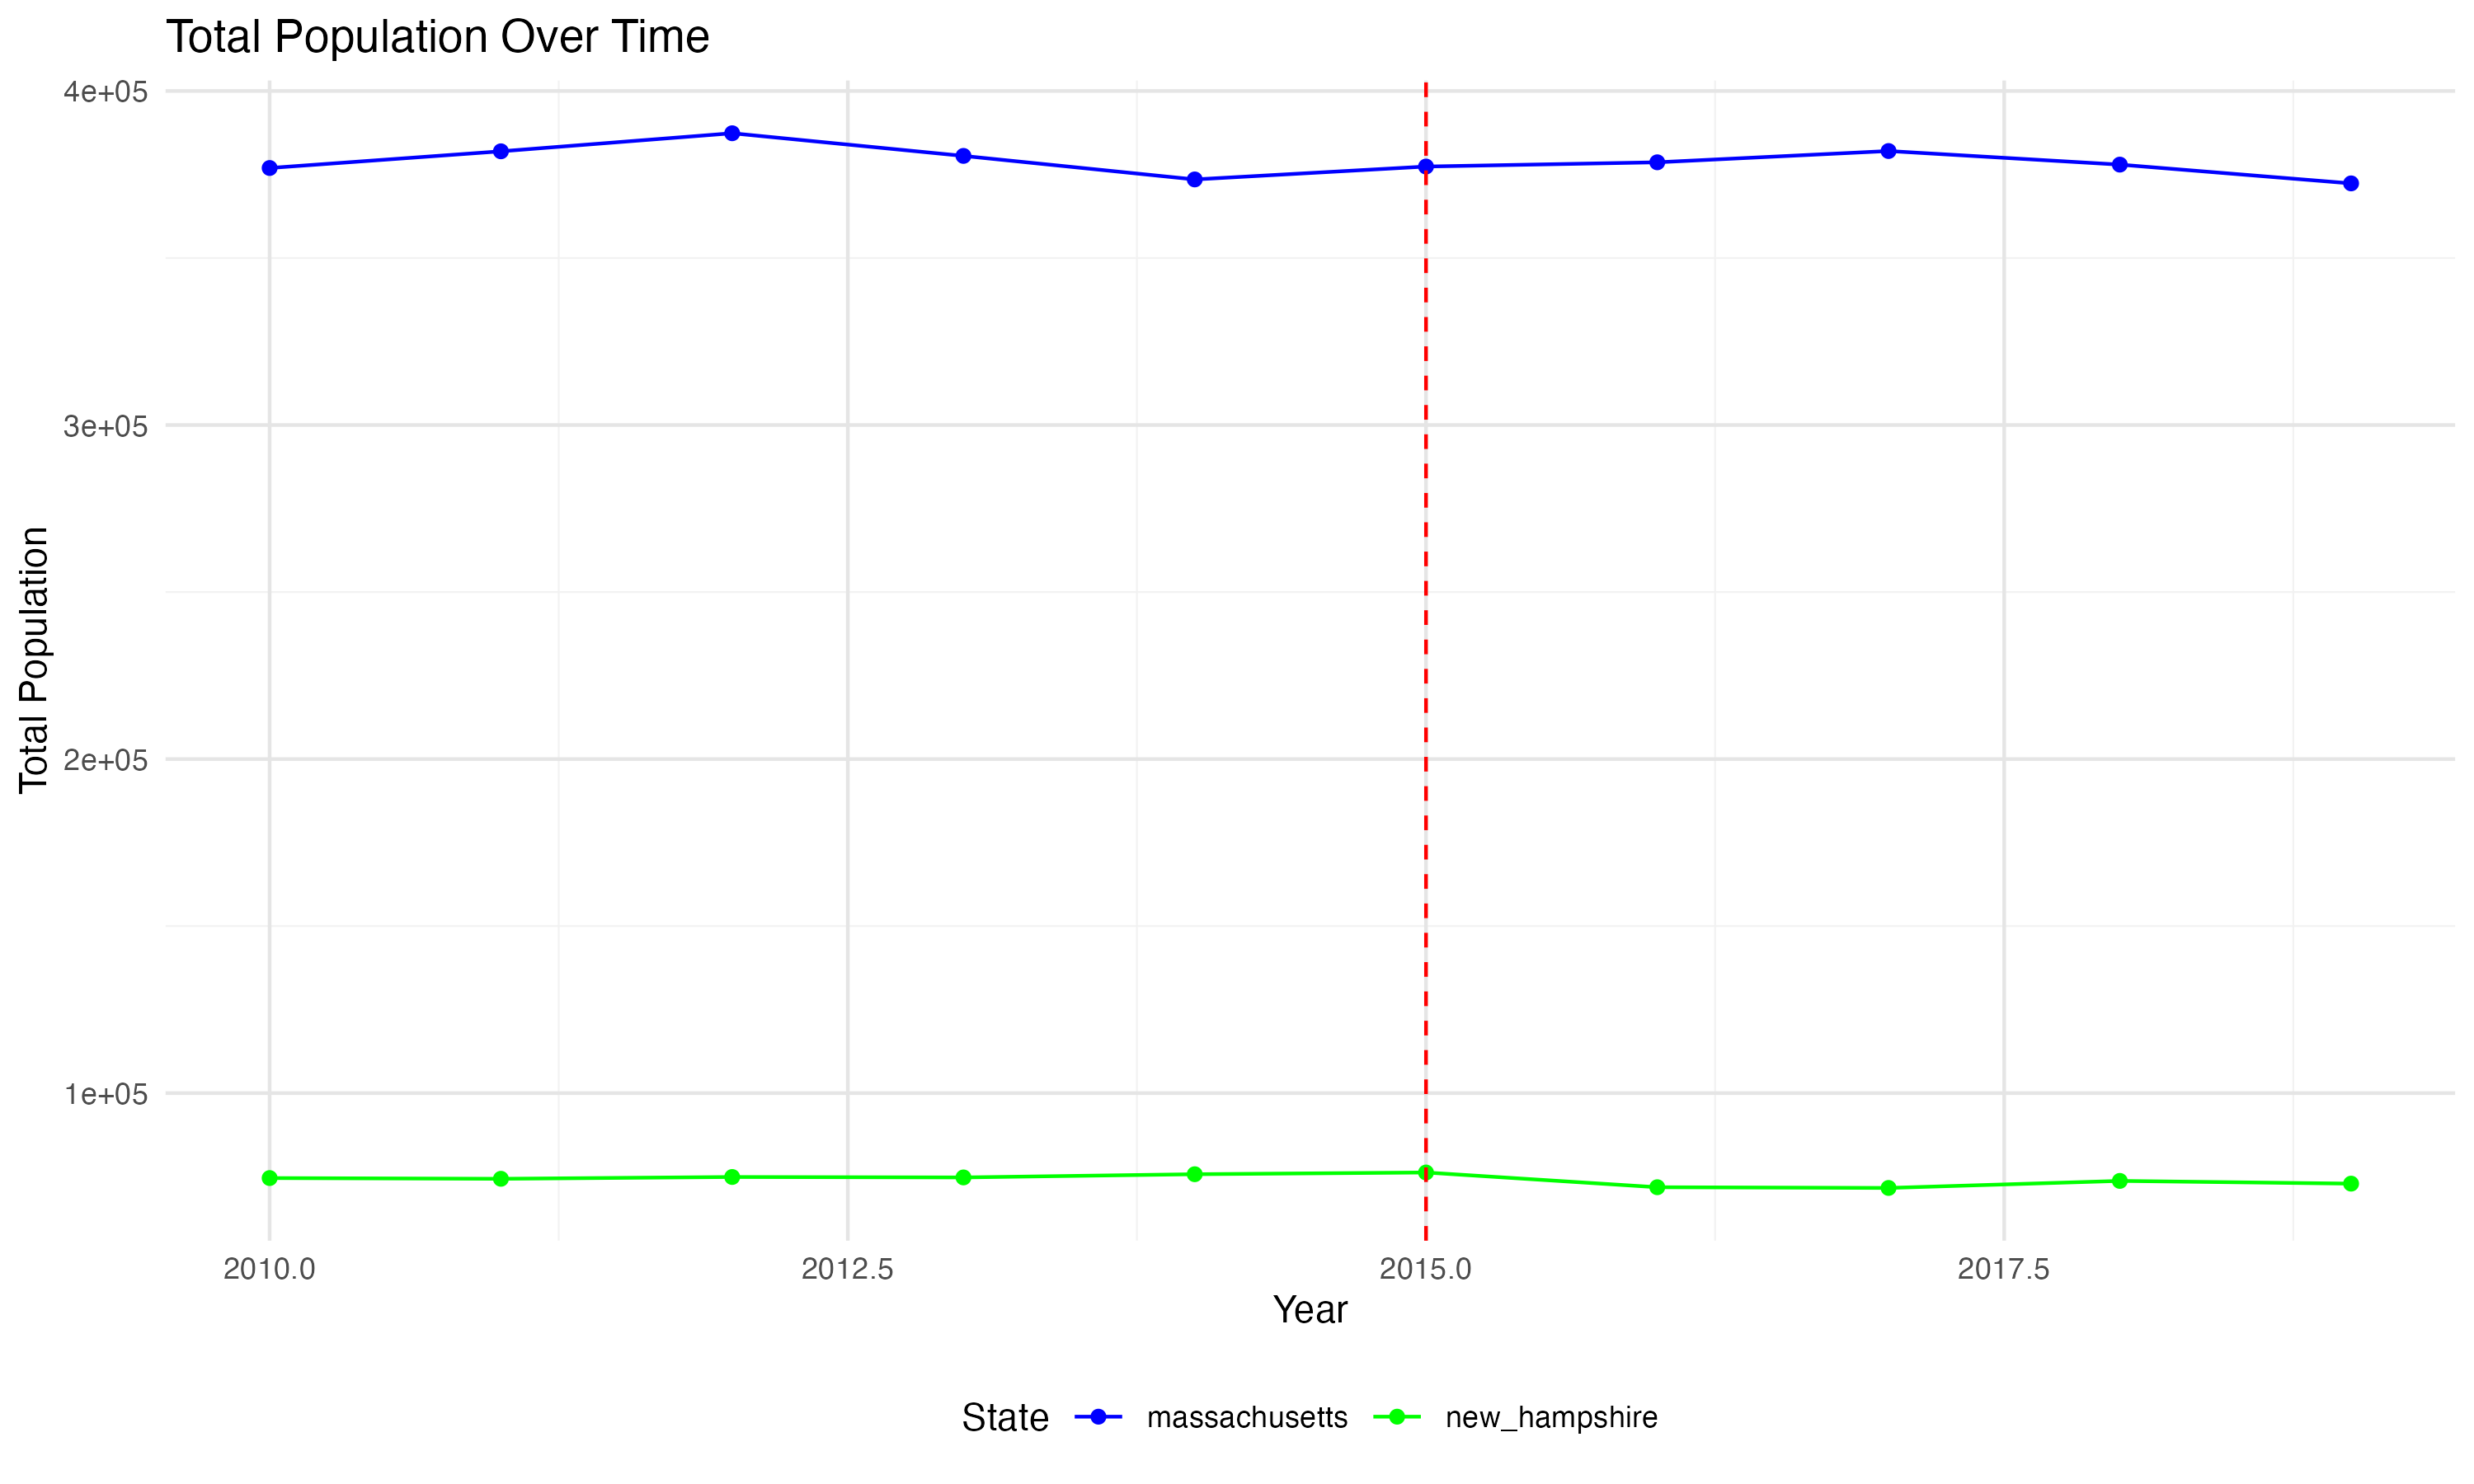 Total Population Over Time
4e+05
3e+05
2e+05
1e+05
Total Population
2010.0 2012.5 2015.0 2017.5
Year
State massachusetts new_hampshire